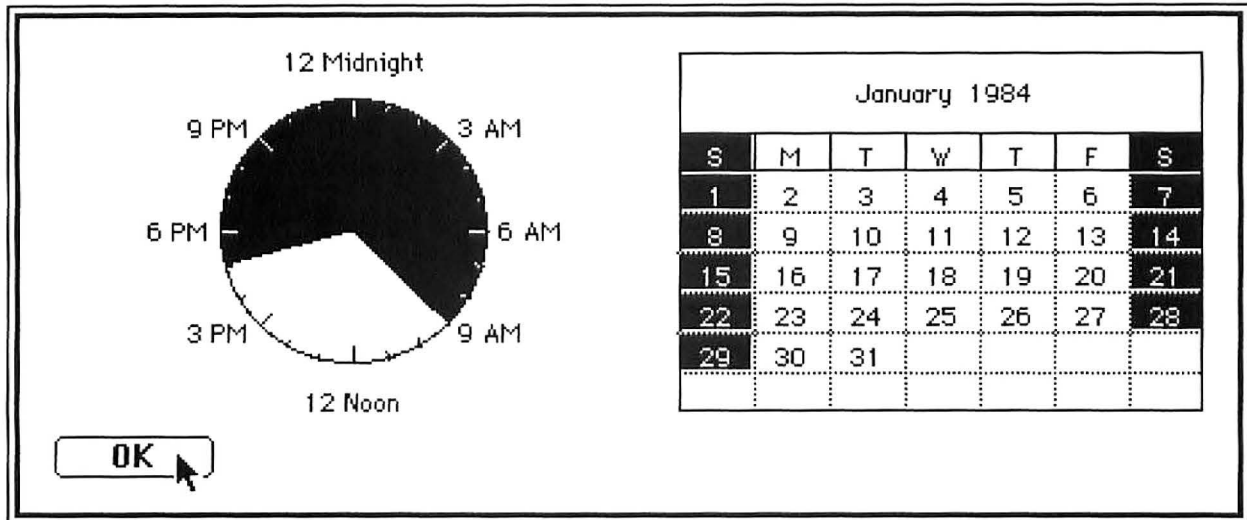 12 Midnight
9 PM
3 AM
6 PM
6 AM
3 PM
9 AM
12 Noon
OK
January 1984
S M T W T F S
1 2 3 4 5 6 7
8 9 10 11 12 13 14
15 16 17 18 19 20 21
22 23 24 25 26 27 28
29 30 31